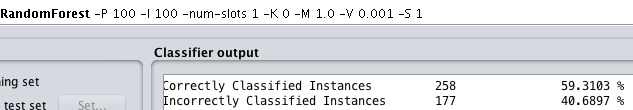 RandomForest -P 100 -I 100 -num-slots 1 -K 0 -M 1.0 -V 0.001 -S 1
Classifier output
ning set
Correctly Classified Instances 258 59.3103 %
test set Set...
Incorrectly Classified Instances 177 40.6897 %